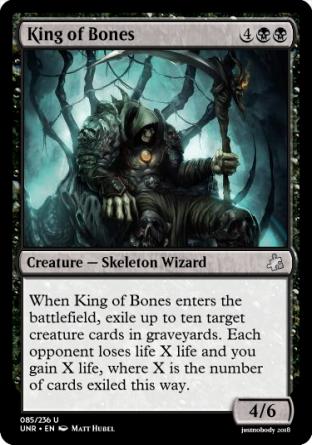 King of Bones 4
Creature — Skeleton Wizard
When King of Bones enters the
battlefield, exile up to ten target
creature cards in graveyards. Each
opponent loses life X life and you
gain X life, where X is the number
of cards exiled this way.
4/6
085/236 U
UNR • EN Matt Hubel
justnobody 2018